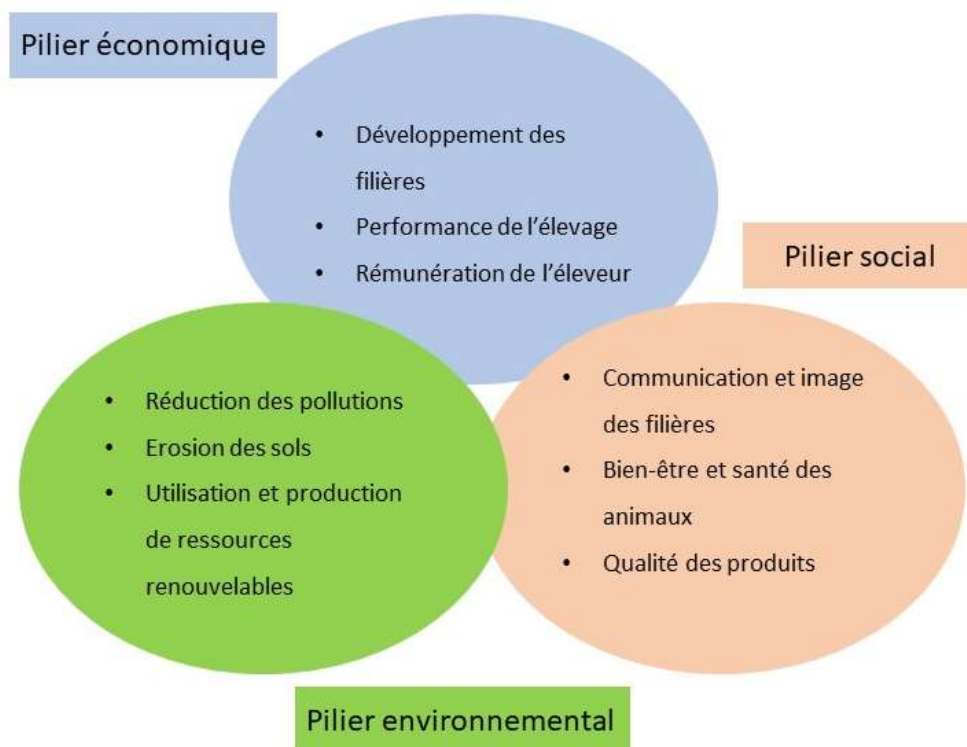 Pilier économique
• Développement des
filières
• Performance de l'élevage
• Rémunération de l'éleveur
Pilier social
• Communication et image
des filières
• Bien-être et santé des
animaux
• Qualité des produits
• Réduction des pollutions
• Erosion des sols
• Utilisation et production
de ressources
renouvelables
Pilier environnemental